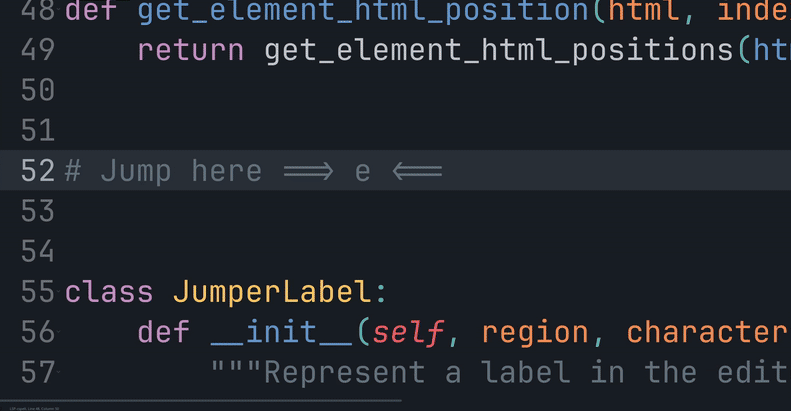 48 def get_element_html_position(html, inde
49 return get_element_html_positions(ht
50
51
52 # Jump here ==> e <==
53
54
55 class JumperLabel:
56 def __init__(self, region, character
57 """Represent a label in the edit